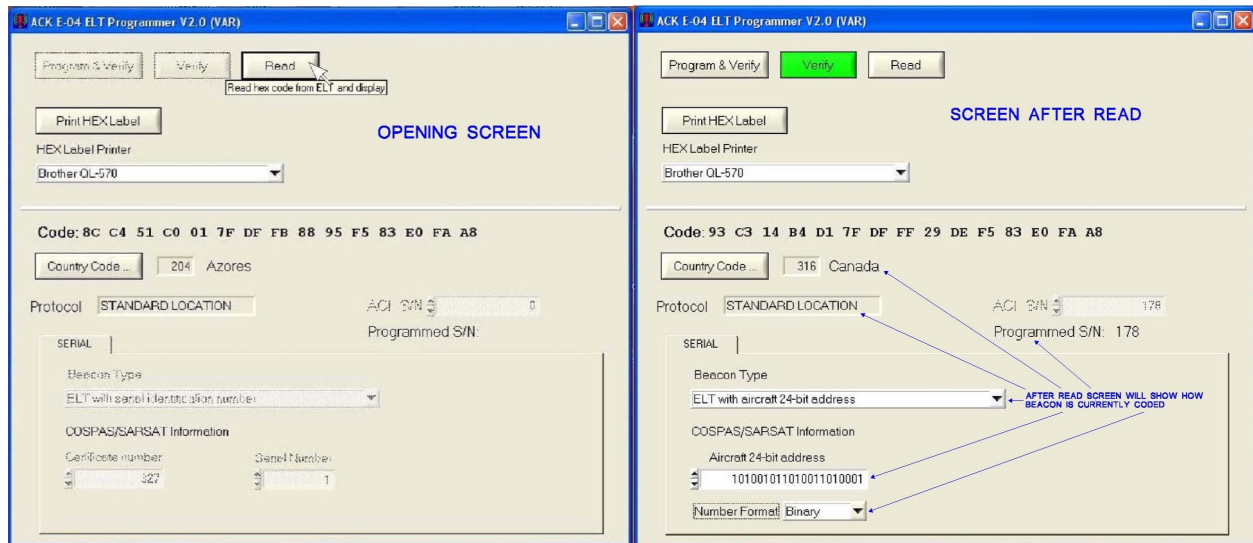 ACK E-04 ELT Programmer V2.0 (VAR)
Program & Verify
Verify
Read
Read hex code from ELT and display
Print HEX Label
OPENING SCREEN
HEX Label Printer
Brother QL-570
Code: 8C C4 51 C0 01 7F DF FB 88 95 F5 83 E0 FA A8
Country Code ... 204 Azores
Protocol STANDARD LOCATION
ACK S/N 0
Programmed S/N:
SERIAL
Beacon Type
ELT with serial identification number
COSPAS/SARSAT Information
Certificate number
Serial Number
327
1
ACK E-04 ELT Programmer V2.0 (VAR)
Program & Verify
Verify
Read
Print HEX Label
SCREEN AFTER READ
HEX Label Printer
Brother QL-570
Code: 93 C3 14 B4 D1 7F DF FF 29 DE F5 83 E0 FA A8
Country Code ... 316 Canada
Protocol STANDARD LOCATION
ACK S/N 178
Programmed S/N: 178
SERIAL
Beacon Type
ELT with aircraft 24-bit address
AFTER READ SCREEN WILL SHOW HOW
BEACON IS CURRENTLY CODED
COSPAS/SARSAT Information
Aircraft 24-bit address
101001011010011010001
Number Format Binary